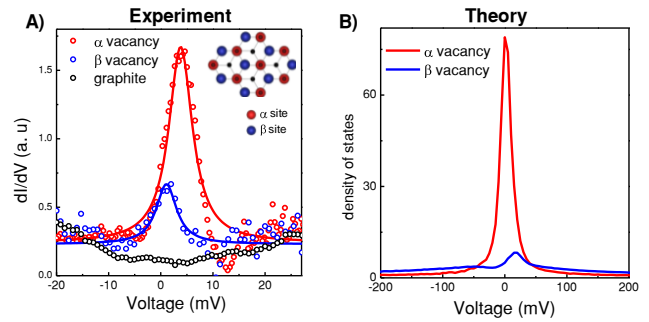 A)
Experiment
α vacancy
β vacancy
graphite
α site
β site
dI/dV (a. u)
1.5
1.0
0.5
0.0
-20
-10
0
10
20
Voltage (mV)
B)
Theory
α vacancy
β vacancy
density of states
60
30
0
-200
-100
0
100
200
Voltage (mV)